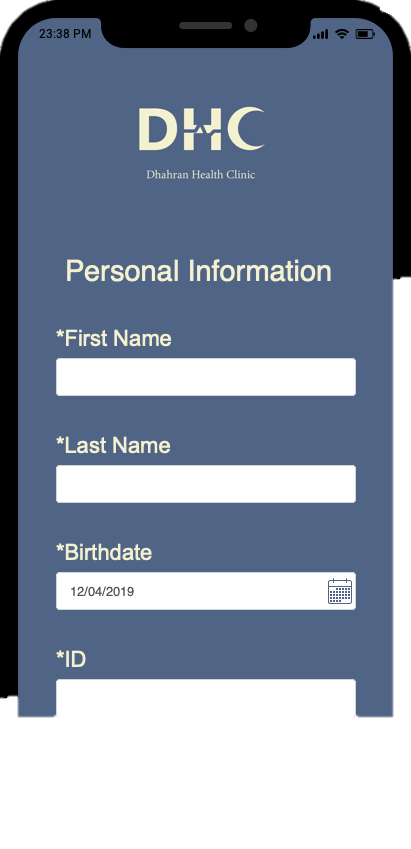 23:38 PM
DHC
Dhahran Health Clinic
Personal Information
*First Name
*Last Name
*Birthdate
12/04/2019
*ID